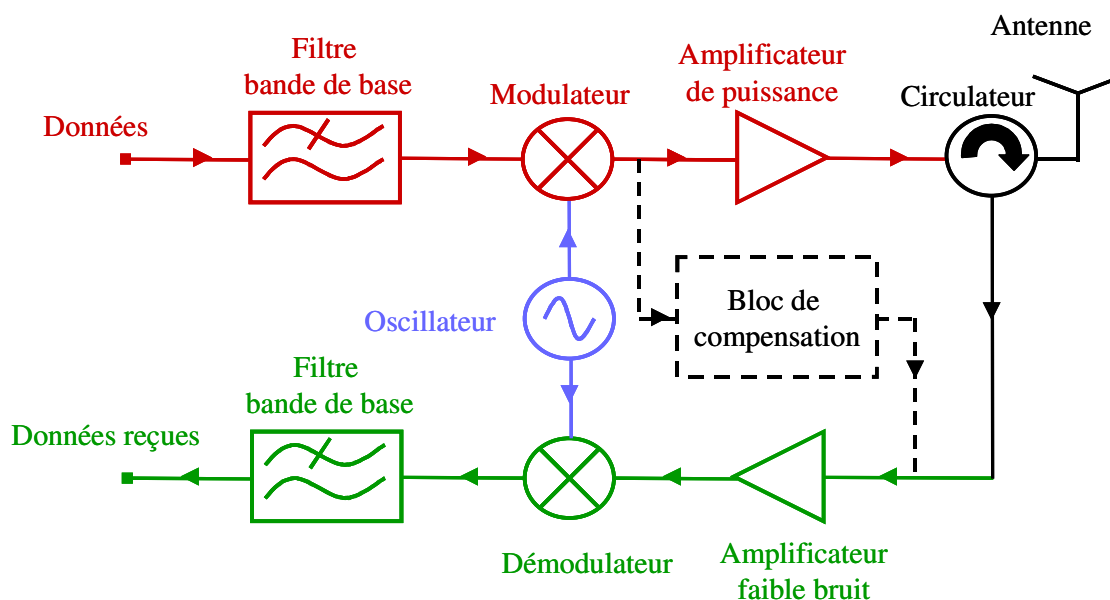 Antenne
Filtre
bande de base
Amplificateur
de puissance
Modulateur
Circulateur
Données
Oscillateur
Bloc de
compensation
Filtre
bande de base
Données reçues
Démodulateur
Amplificateur
faible bruit